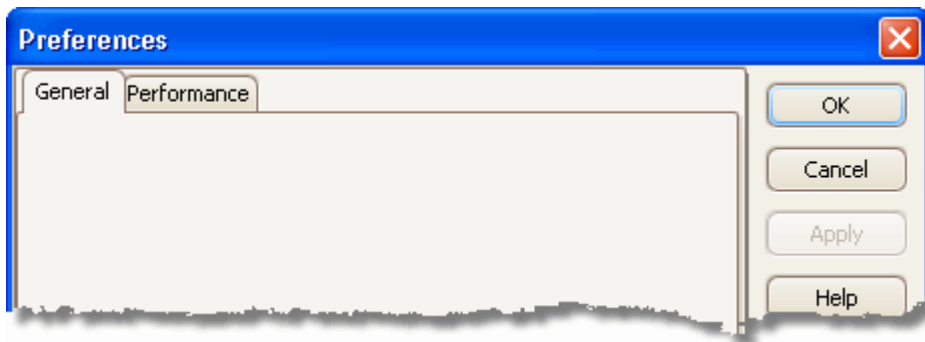 Preferences
General Performance
OK
Cancel
Apply
Help